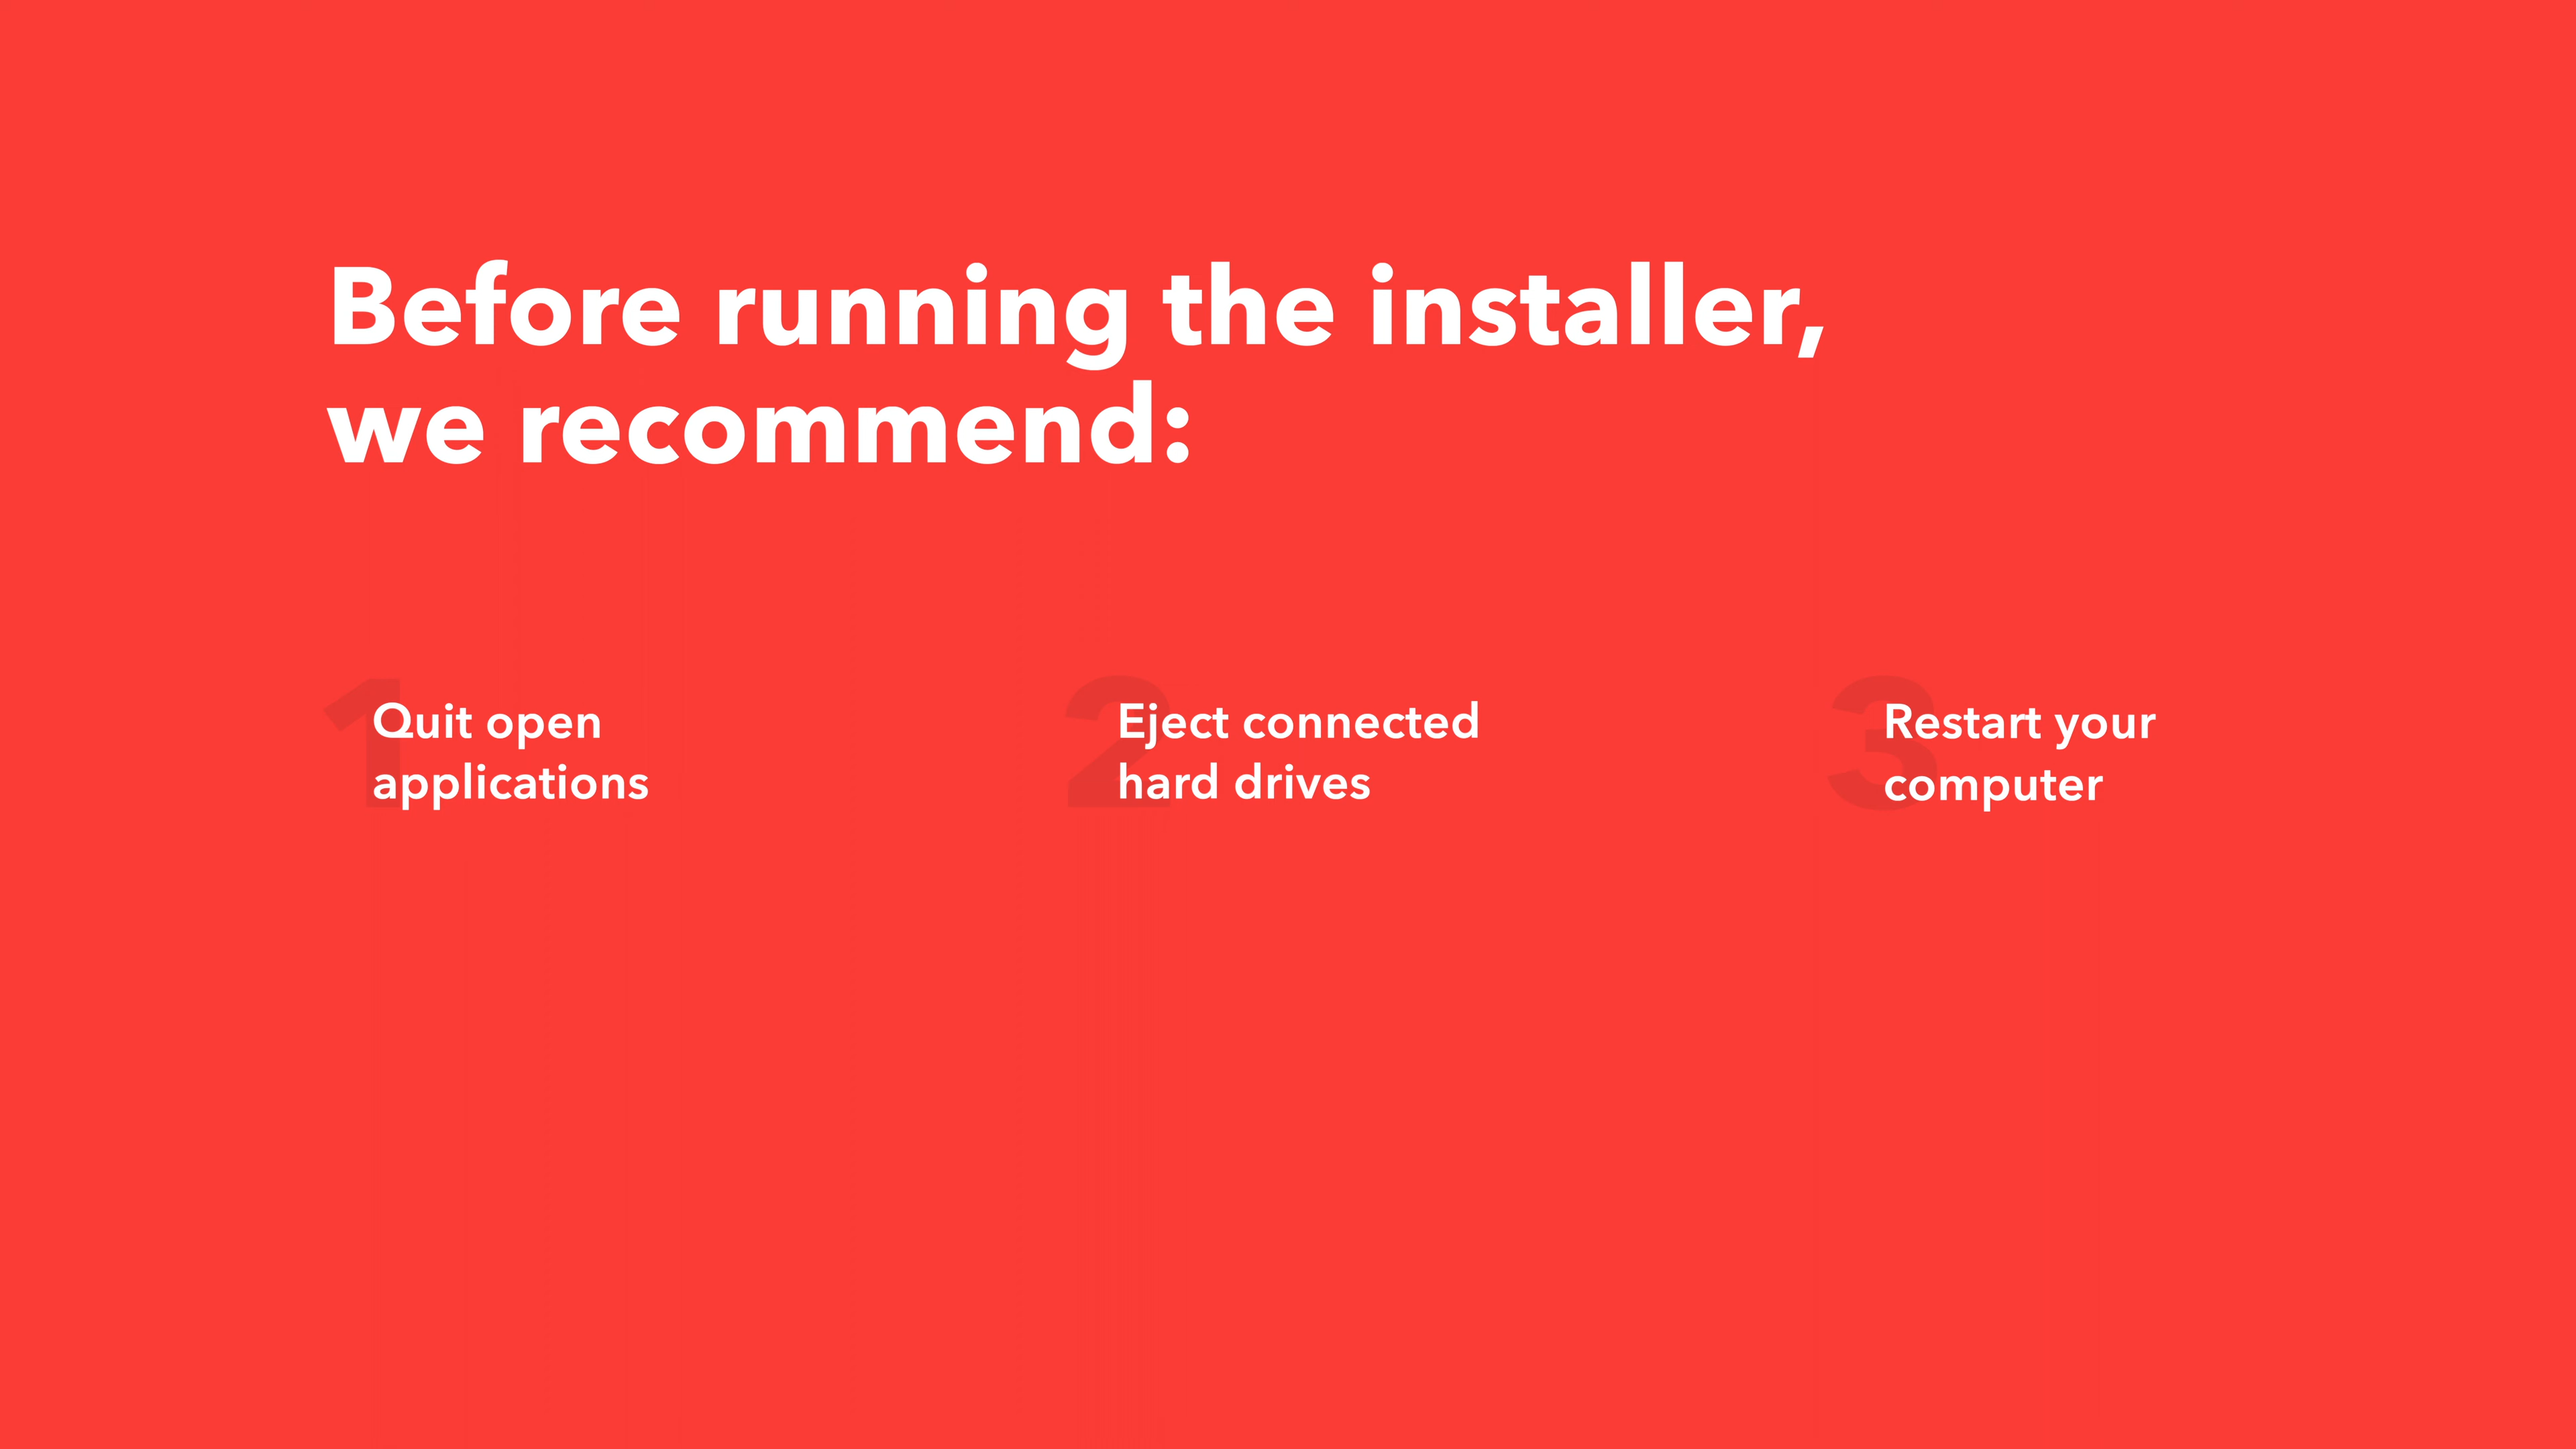 Before running the installer,
we recommend:
1
Quit open
applications
2
Eject connected
hard drives
3
Restart your
computer